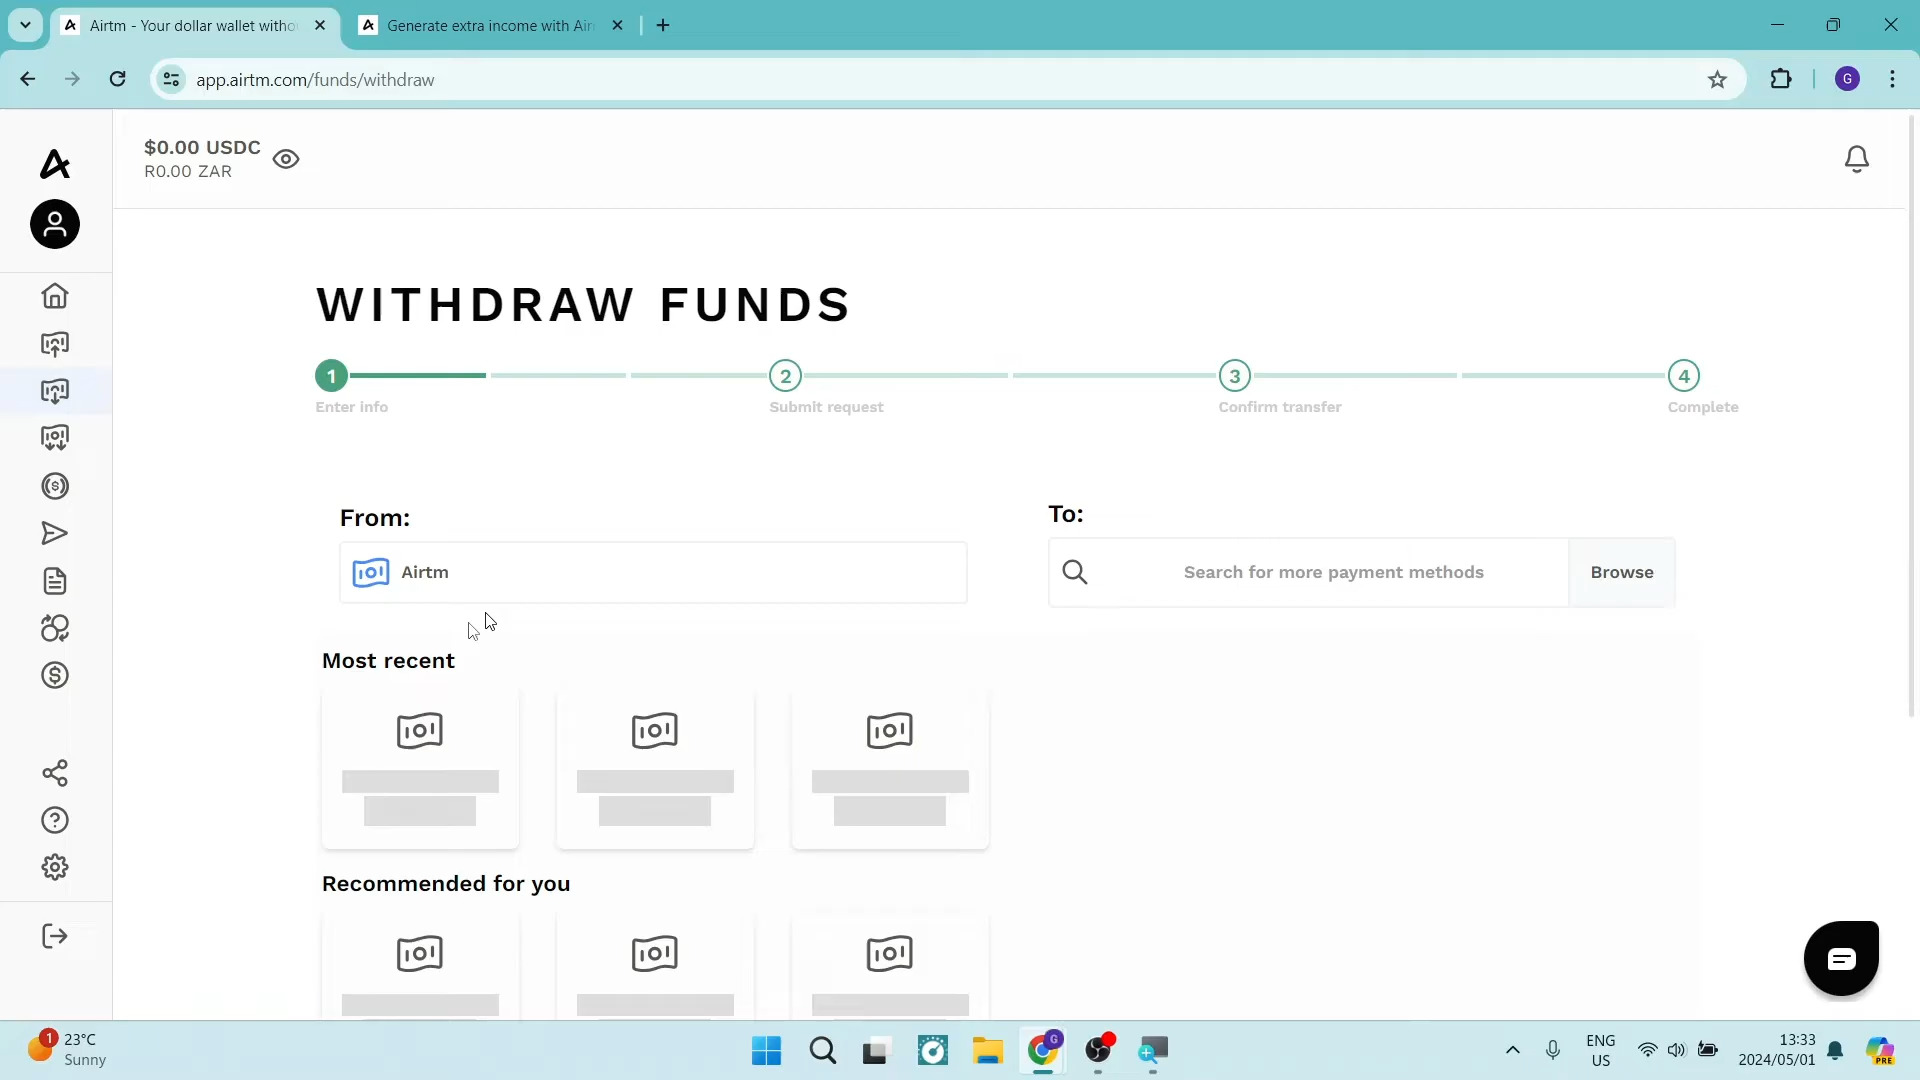 Airtm - Your dollar wallet witho
Generate extra income with Air
app.airtm.com/funds/withdraw
G
$0.00 USDC
R0.00 ZAR
WITHDRAW FUNDS
1
2
3
4
Enter info
Submit request
Confirm transfer
Complete
From:
To:
Airtm
Search for more payment methods
Browse
Most recent
Recommended for you
1
23°C
Sunny
G
ENG
US
13:33
2024/05/01
PRE